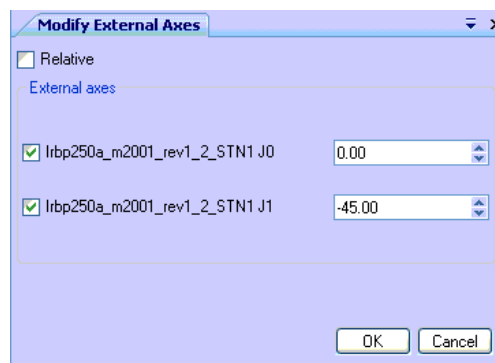 Modify External Axes
Relative
External axes
Irbp250a_m2001_rev1_2_STN1 J0 0.00
Irbp250a_m2001_rev1_2_STN1 J1 -45.00
OK Cancel